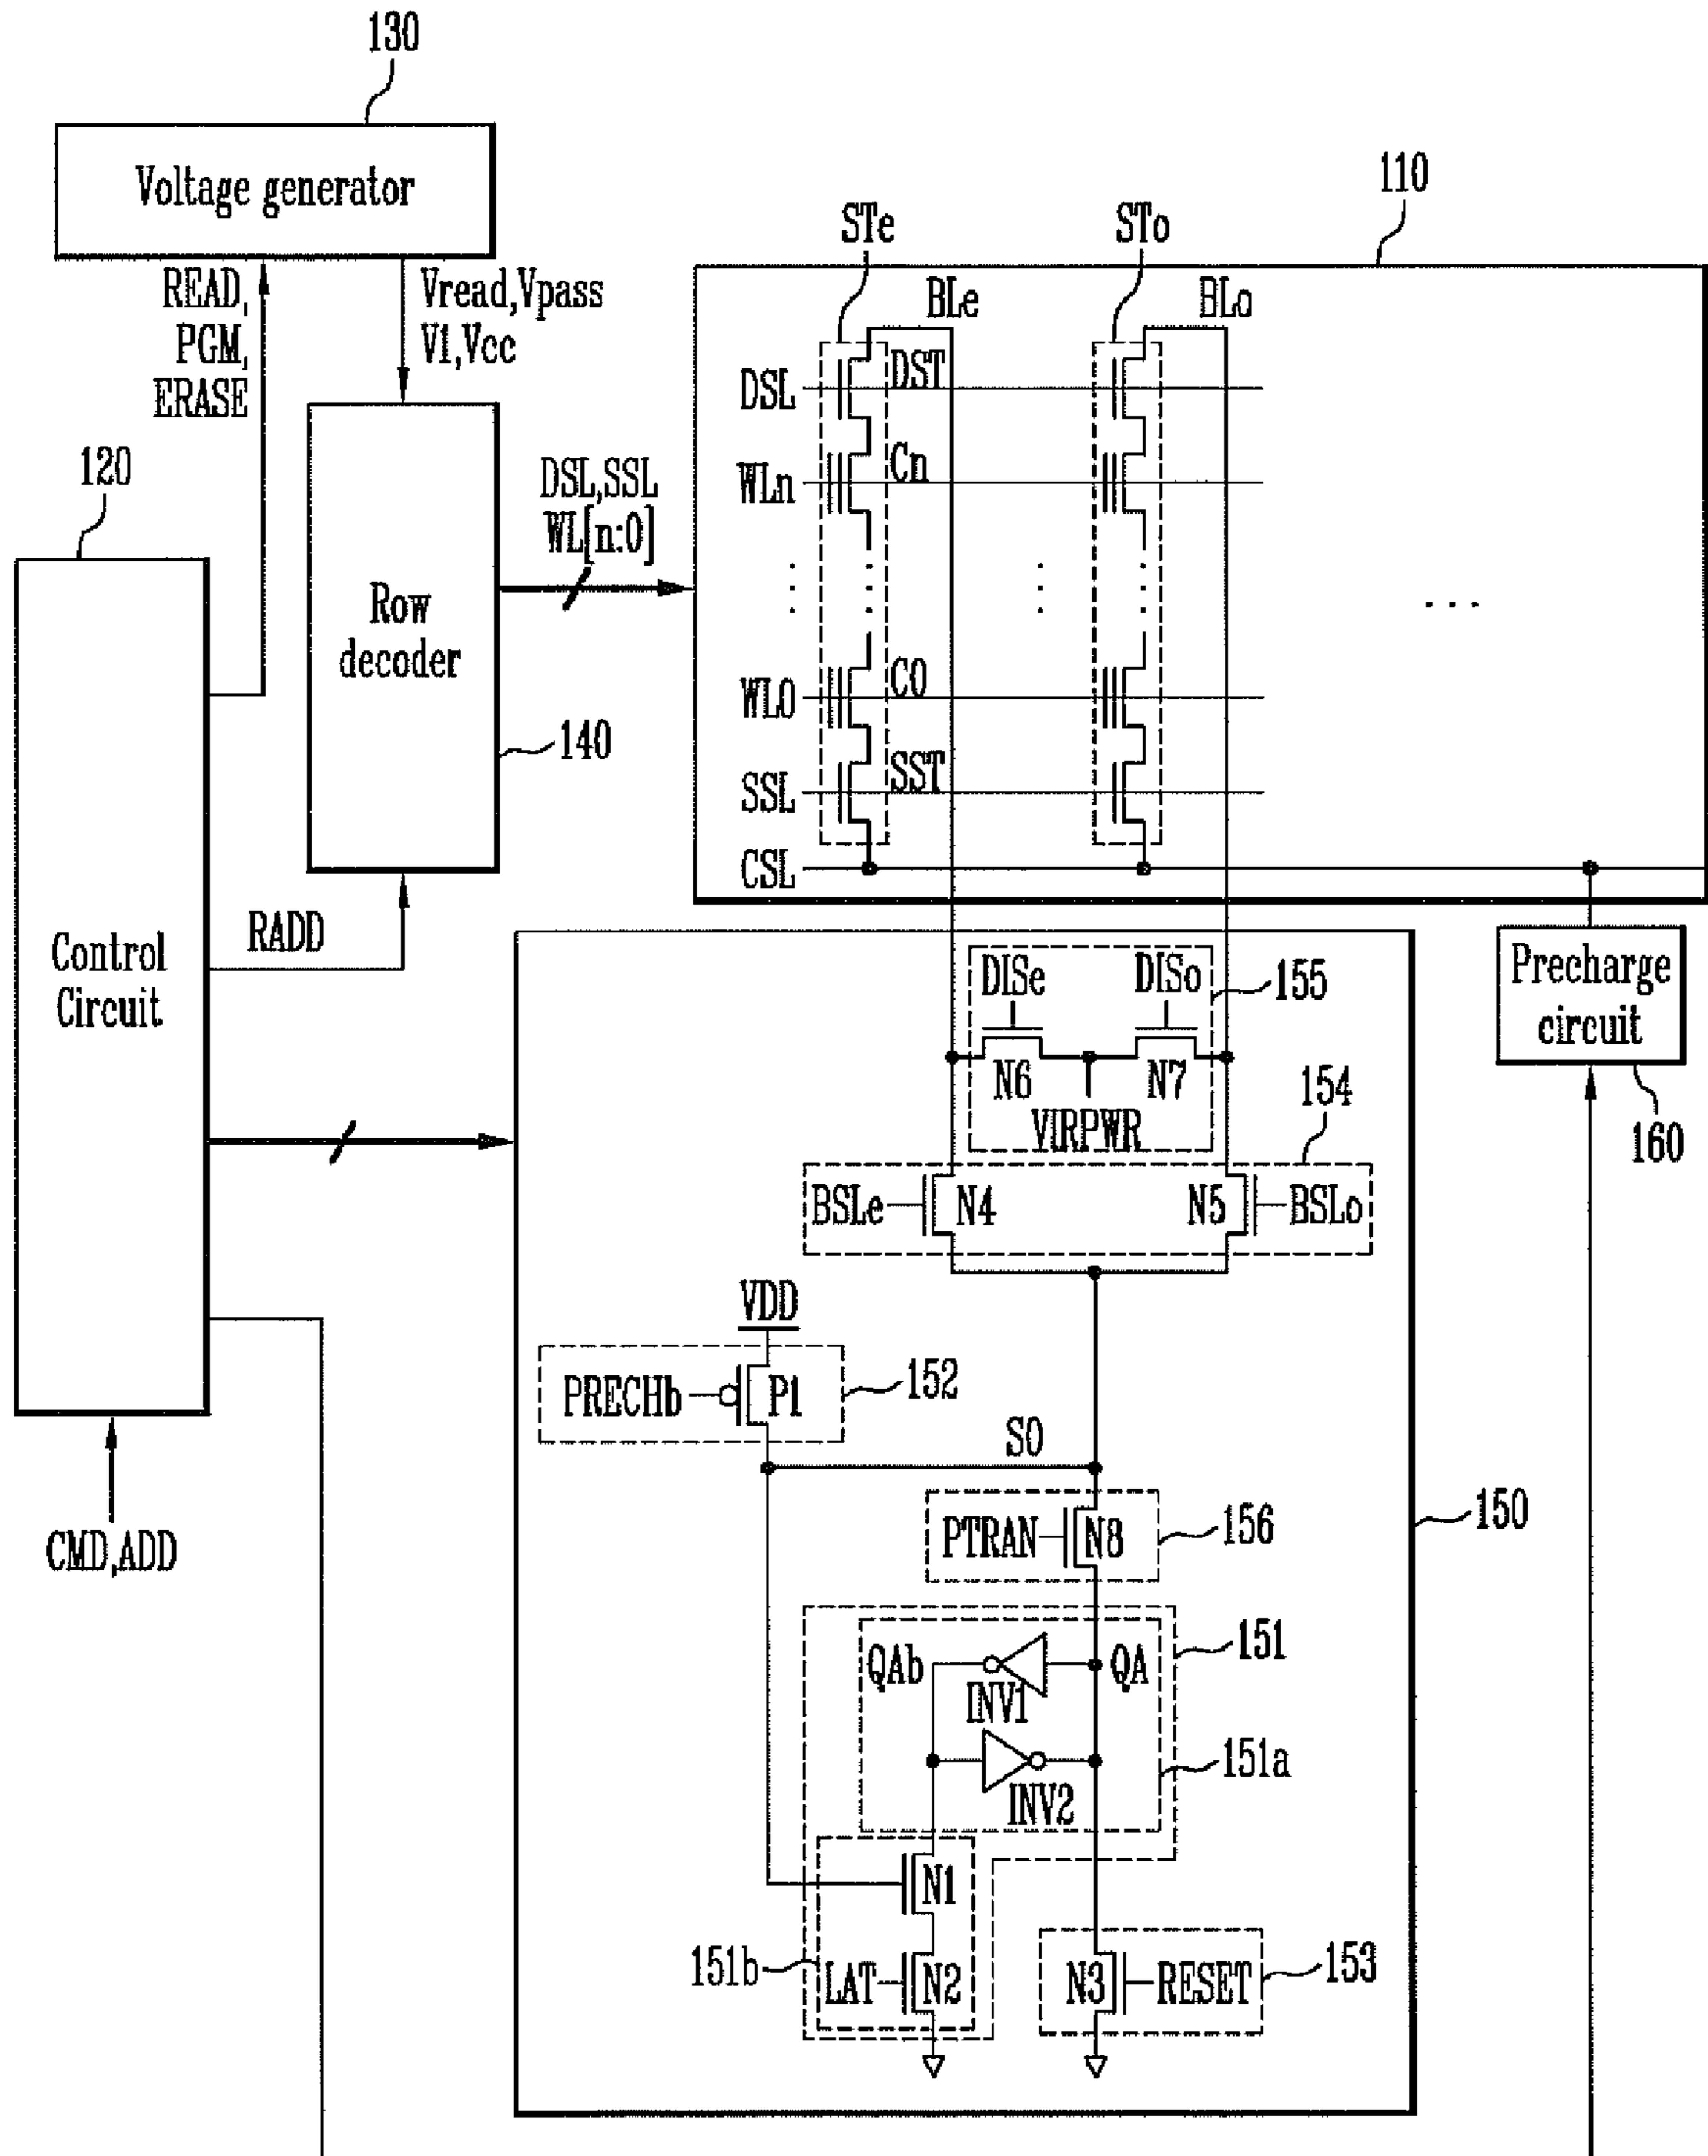 130
Voltage generator
110
STe
STo
READ,
PGM,
ERASE
Vread,Vpass
V1,Vcc
BLe
BLo
DSL
DST
120
DSL,SSL
WL[n:0]
WLn
Cn
Row
decoder
WL0
C0
140
SSL
SST
CSL
RADD
Control
Circuit
DISe
DISo
155
Precharge
circuit
N6
N7
VIRPWR
154
160
BSLe
N4
N5
BSLo
VDD
PRECHb
P1
152
SO
CMD,ADD
PTRAN
N8
156
150
QAb
INV1
QA
151
INV2
151a
N1
151b
LAT
N2
N3
RESET
153